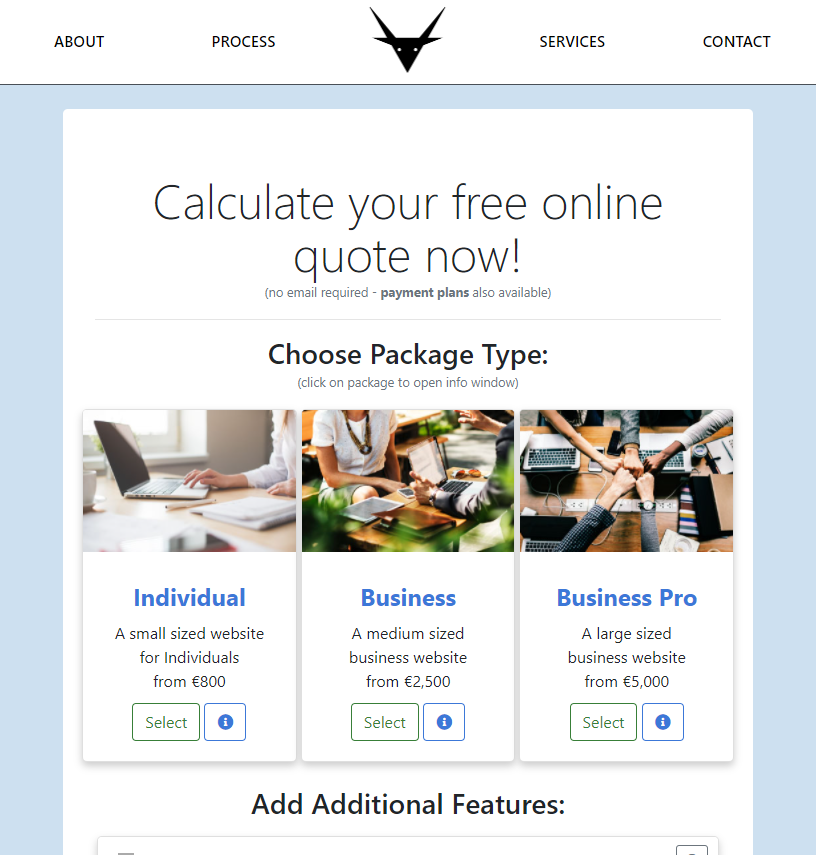 ABOUT
PROCESS
SERVICES
CONTACT
Calculate your free online
quote now!
(no email required - payment plans also available)
Choose Package Type:
(click on package to open info window)
Individual
A small sized website
for Individuals
from €800
Select
Business
A medium sized
business website
from €2,500
Select
Business Pro
A large sized
business website
from €5,000
Select
Add Additional Features: